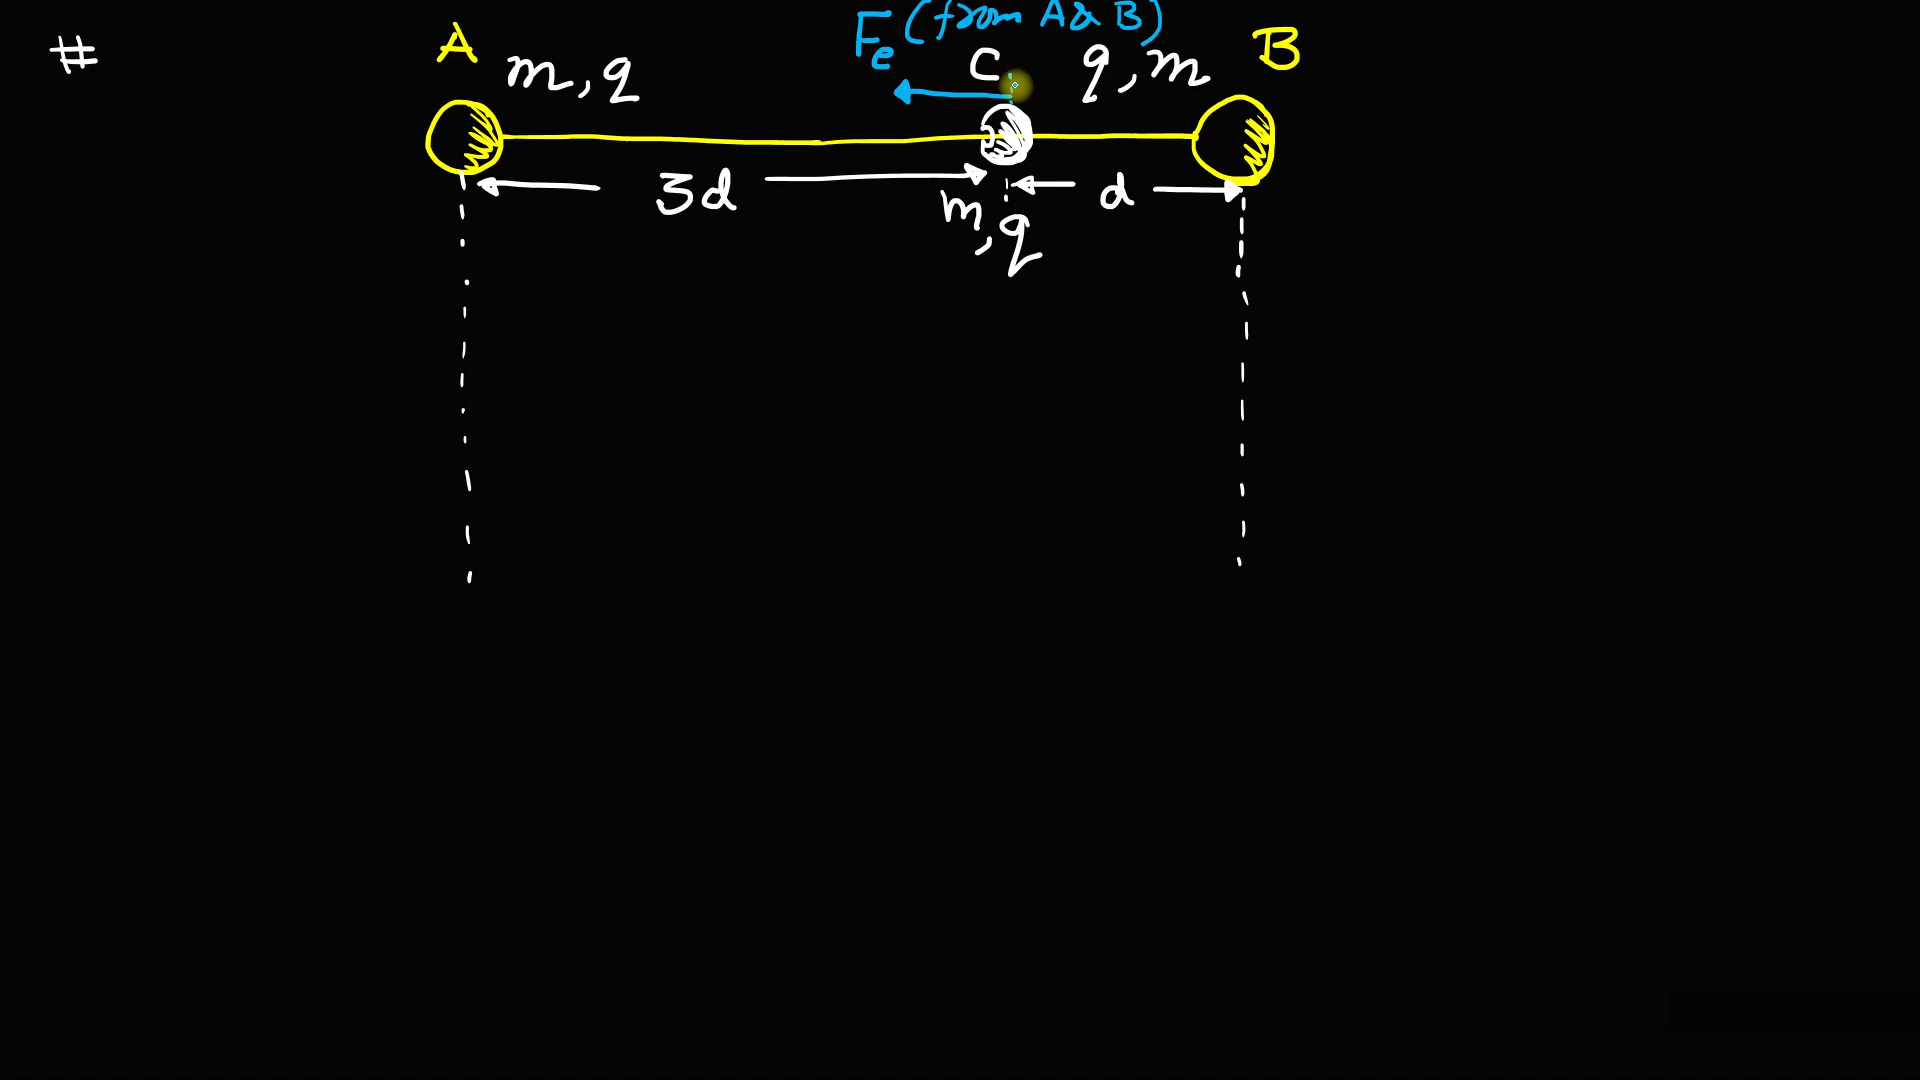 Fe (from A & B)
# A m, q C q, m B
3d d
m, q